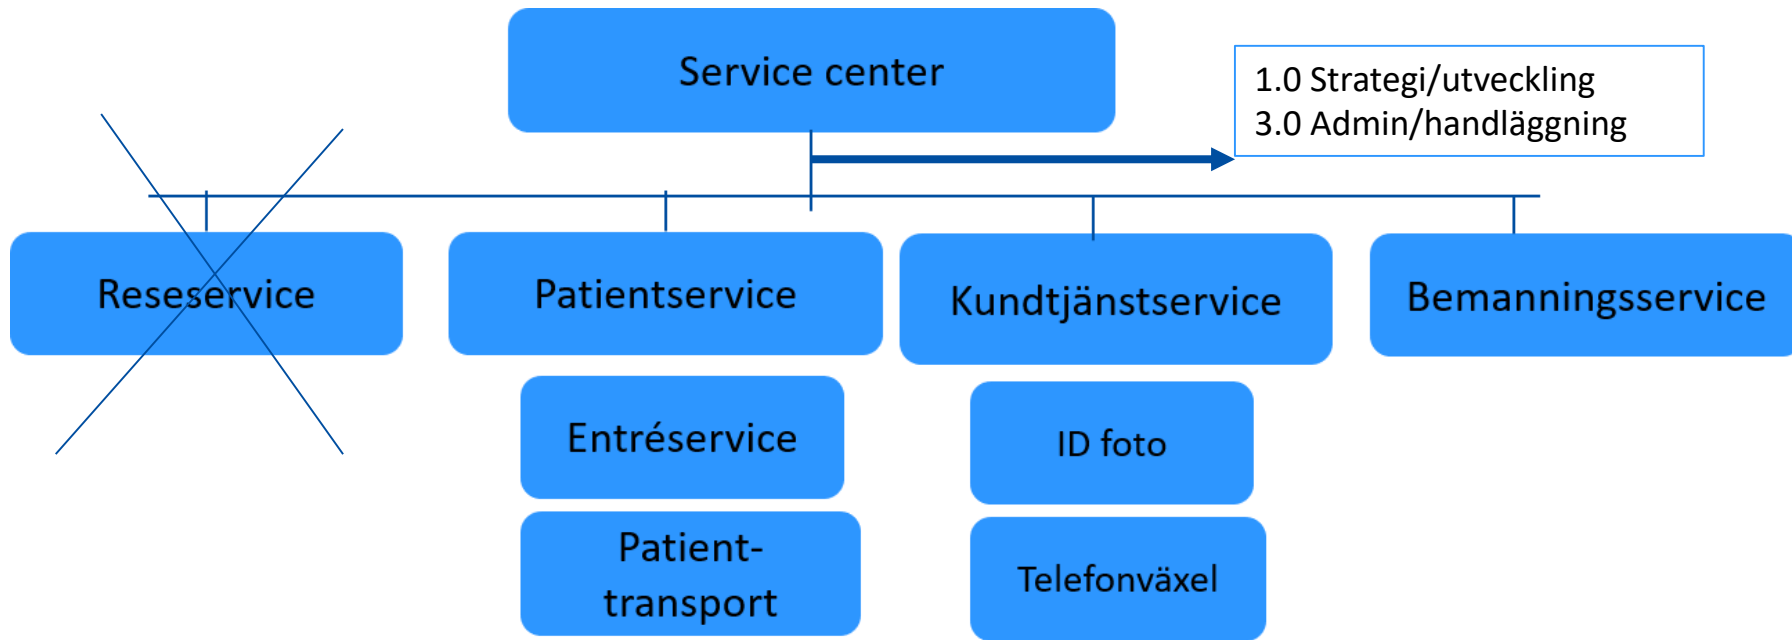 Service center
1.0 Strategi/utveckling
3.0 Admin/handläggning
Reseservice
Patientservice
Kundtjänstservice
Bemanningsservice
Entréservice
ID foto
Patient-
transport
Telefonväxel